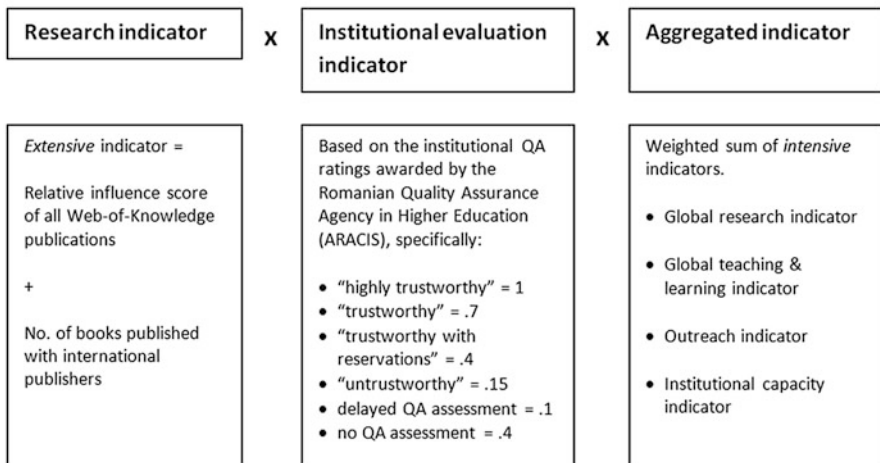 Research indicator
X
Institutional evaluation
indicator
X
Aggregated indicator
Extensive indicator =
Relative influence score
of all Web-of-Knowledge
publications
+
No. of books published
with international
publishers
Based on the institutional QA
ratings awarded by the
Romanian Quality Assurance
Agency in Higher Education
(ARACIS), specifically:
• “highly trustworthy” = 1
• “trustworthy” = .7
• “trustworthy with
reservations” = .4
• “untrustworthy” = .15
• delayed QA assessment = .1
• no QA assessment = .4
Weighted sum of intensive
indicators.
• Global research indicator
• Global teaching &
learning indicator
• Outreach indicator
• Institutional capacity
indicator